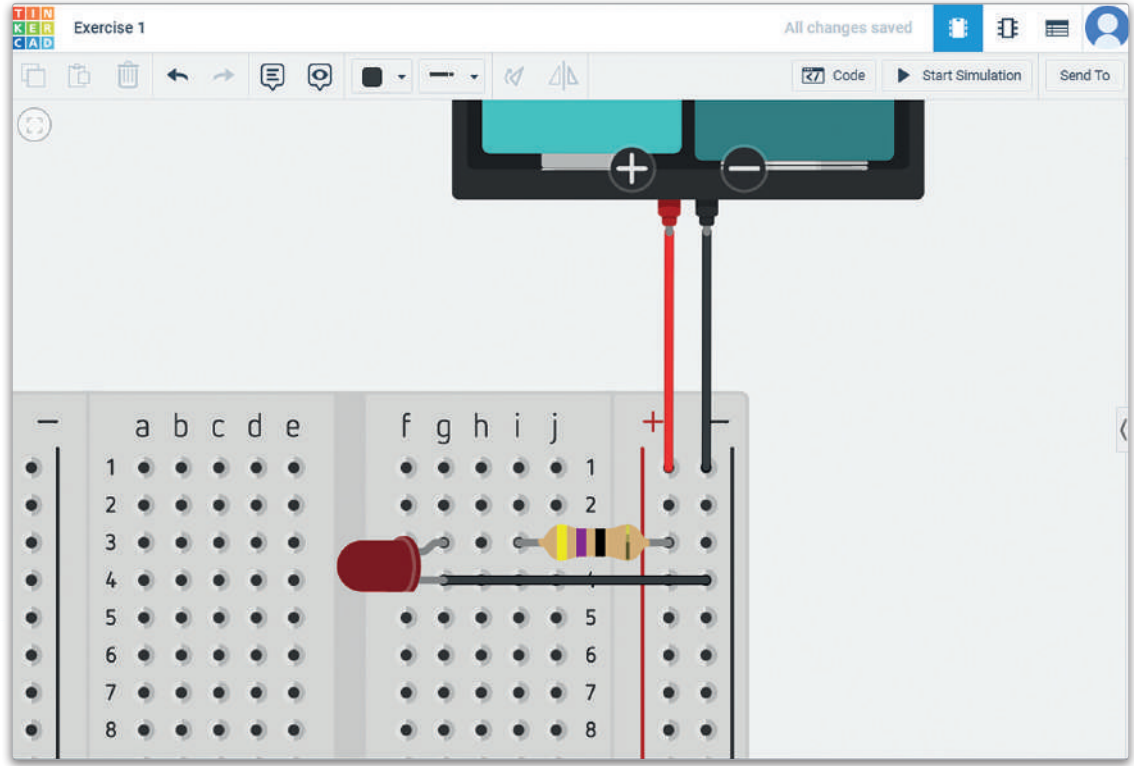 TIN
KER
CAD
Exercise 1
All changes saved
Code
Start Simulation
Send To
+ −
− a b c d e f g h i j + −
1 1
2 2
3
4 4
5 5
6 6
7 7
8 8